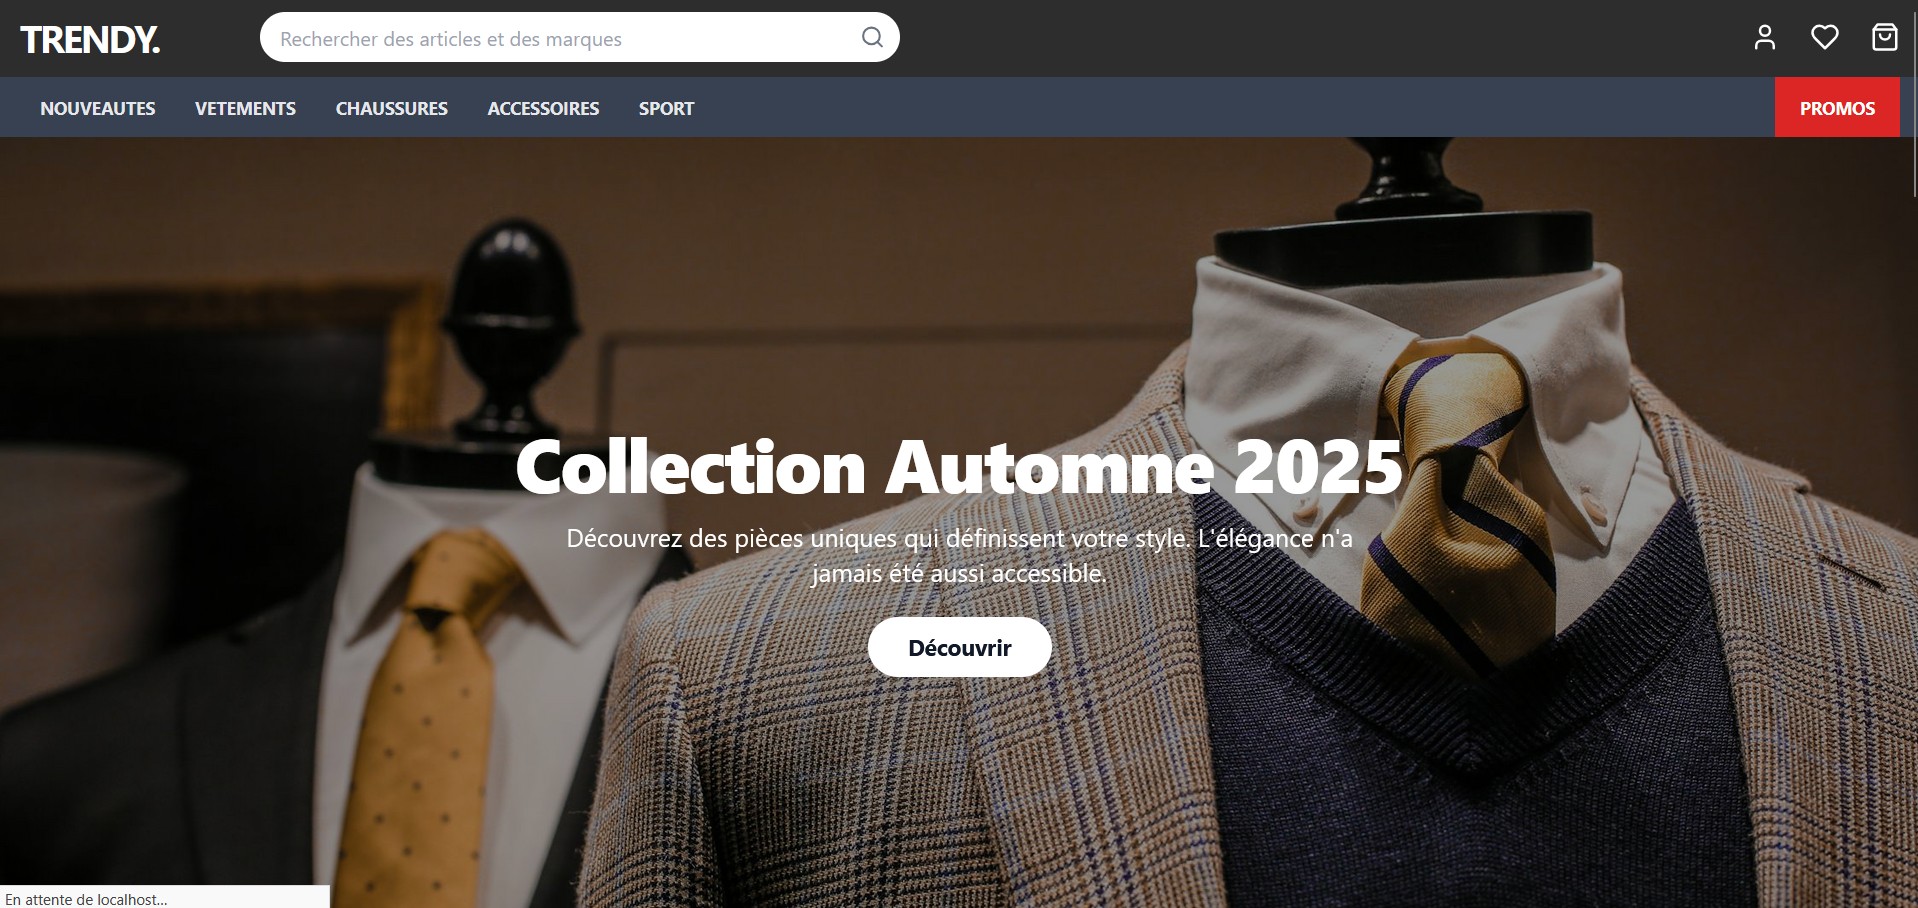 TRENDY.
Rechercher des articles et des marques
NOUVEAUTES VETEMENTS CHAUSSURES ACCESSOIRES SPORT PROMOS
Collection Automne 2025
Découvrez des pièces uniques qui définissent votre style. L'élégance n'a
jamais été aussi accessible.
Découvrir
En attente de localhost...